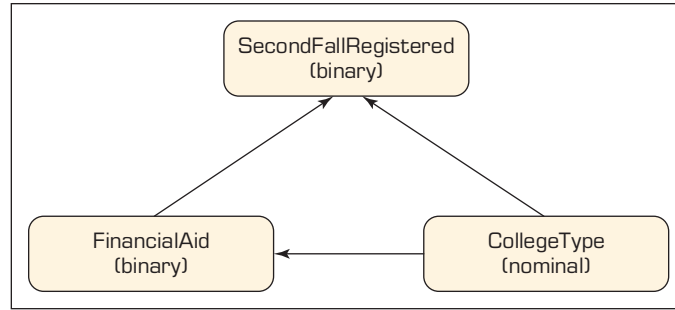 SecondFallRegistered
(binary)
FinancialAid
(binary)
CollegeType
(nominal)